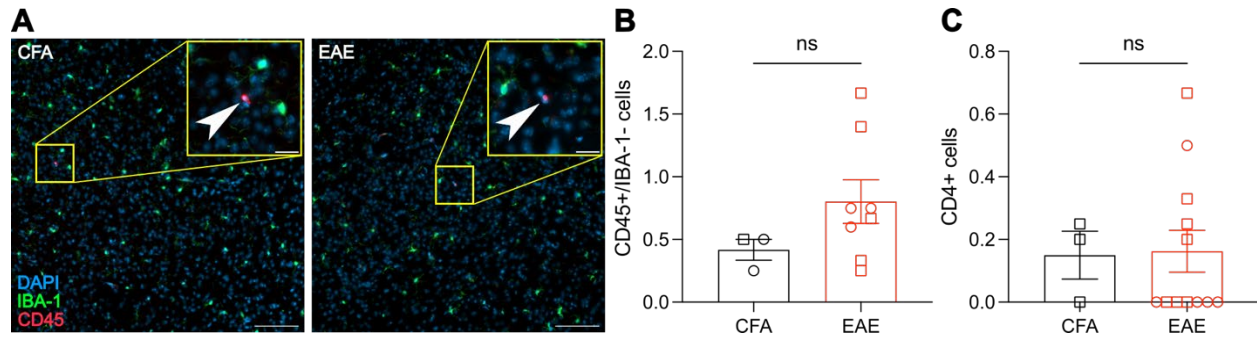 A
CFA
EAE
DAPI
IBA-1
CD45
B
ns
CD45+/IBA-1- cells
2.0
1.5
1.0
0.5
0.0
CFA
EAE
C
ns
CD4+ cells
0.8
0.6
0.4
0.2
0.0
CFA
EAE